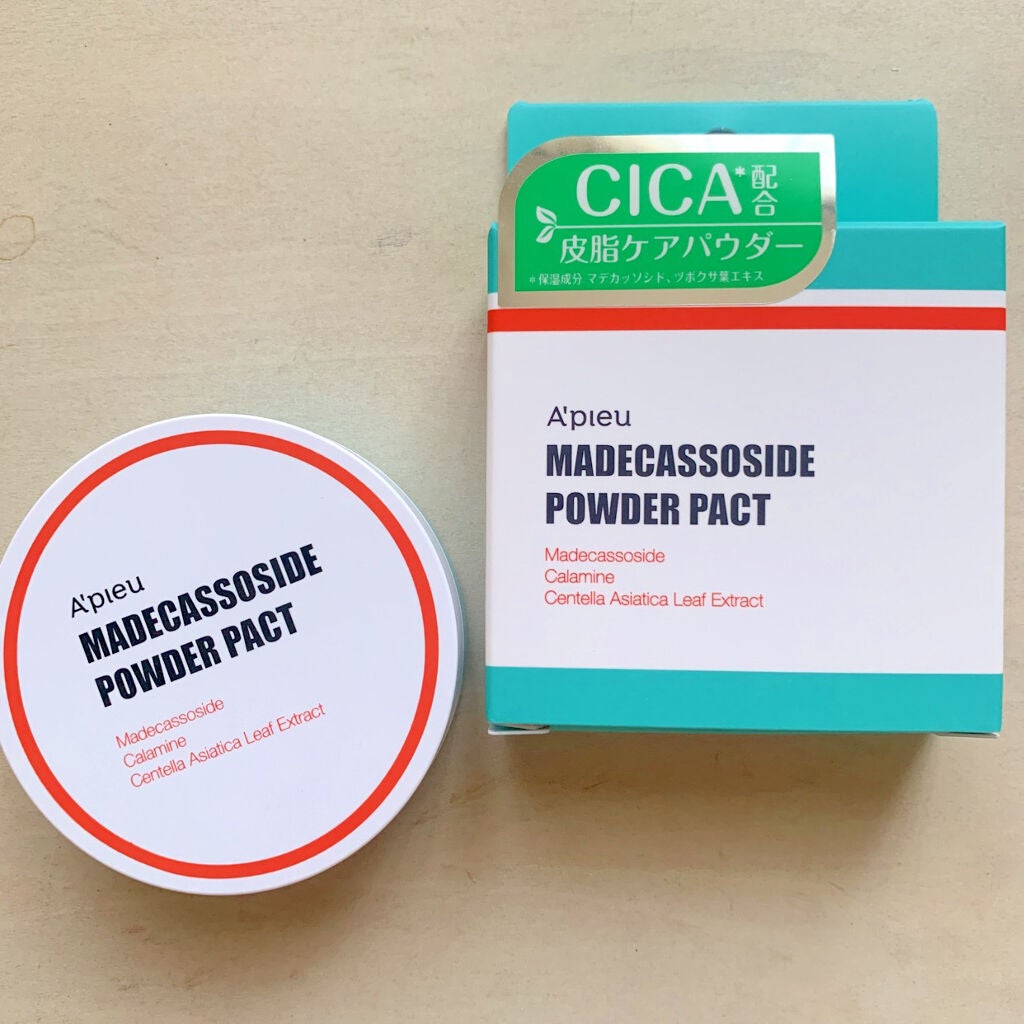 CICA*配合
皮脂ケアパウダー
*保湿成分 マデカッソシド、ツボクサ葉エキス
A'pieu
MADECASSOSIDE
POWDER PACT
Madecassoside
Calamine
Centella Asiatica Leaf Extract
A'pieu
MADECASSOSIDE
POWDER PACT
Madecassoside
Calamine
Centella Asiatica Leaf Extract